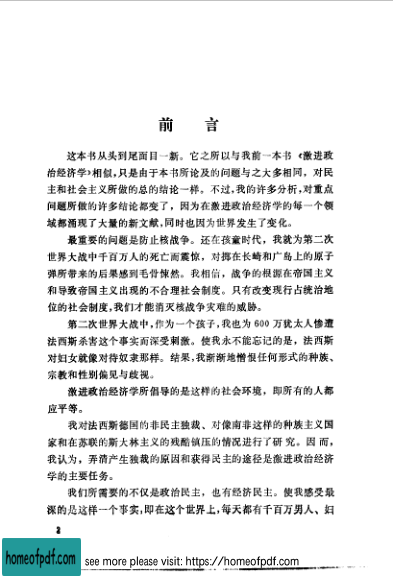 前 言
这本书从头到尾面目一新。它之所以与我前一本书《激进政
治经济学》相似,只是由于本书所论及的问题与之大多相同,对民
主和社会主义所做的总的结论一样。不过,我的许多分析,对重点
问题所做的许多结论都变了,因为在激进政治经济学的每一个领
域都涌现了大量的新文献,同时也因为世界发生了变化。
最重要的问题是防止核战争。还在孩童时代,我就为第二次
世界大战中千百万人的死亡而震惊,对掷在长崎和广岛上的原子
弹所带来的后果感到毛骨悚然。我相信,战争的根源在帝国主义
和导致帝国主义出现的不合理社会制度。只有改变现行占统治地
位的社会制度,我们才能消灭核战争灾难的威胁。
第二次世界大战中,作为一个孩子,我也为 600 万犹太人惨遭
法西斯杀害这个事实而深受刺激。使我永不能忘记的是,法西斯
对妇女就像对待奴隶那样。结果,我渐渐地憎恨任何形式的种族、
宗教和性别偏见与歧视。
激进政治经济学所倡导的是这样的社会环境,即所有的人都
应平等。
我对法西斯德国的非民主独裁、对像南非这样的种族主义国
家和在苏联的斯大林主义的残酷镇压的情况进行了研究。因而,
我认为,弄清产生独裁的原因和获得民主的途径是激进政治经济
学的主要任务。
我们所需要的不仅是政治民主,也有经济民主。使我感受最
深的是这样一个事实,即在这个世界上,每天都有千百万男人、妇
2
homeofpdf.com
see more please visit: https://homeofpdf.com